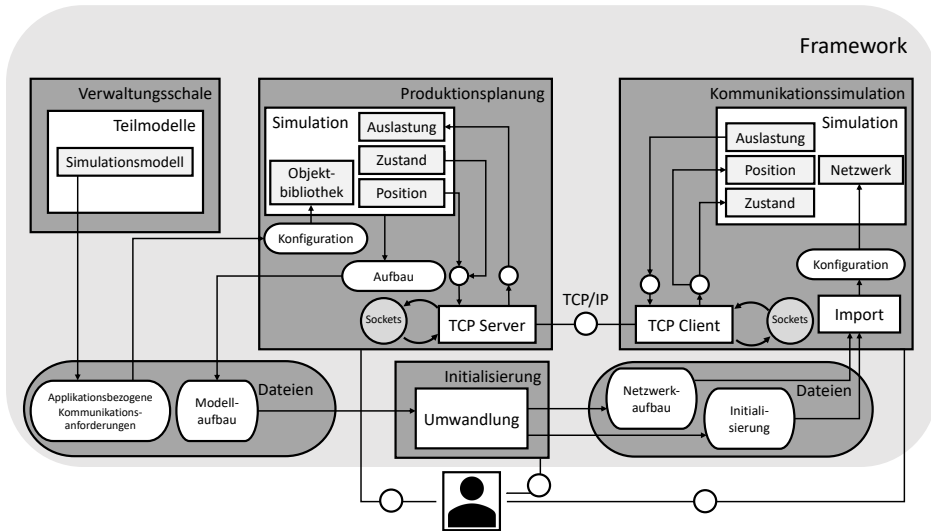 Framework
Verwaltungsschale
Teilmodelle
Simulationsmodell
Produktionsplanung
Simulation
Auslastung
Zustand
Position
Objekt-
bibliothek
Konfiguration
Aufbau
Sockets
TCP Server
TCP/IP
Kommunikationssimulation
Simulation
Auslastung
Position
Netzwerk
Zustand
Konfiguration
Import
TCP Client
Sockets
Dateien
Applikationsbezogene
Kommunikations-
anforderungen
Modell-
aufbau
Initialisierung
Umwandlung
Dateien
Netzwerk-
aufbau
Initiali-
sierung